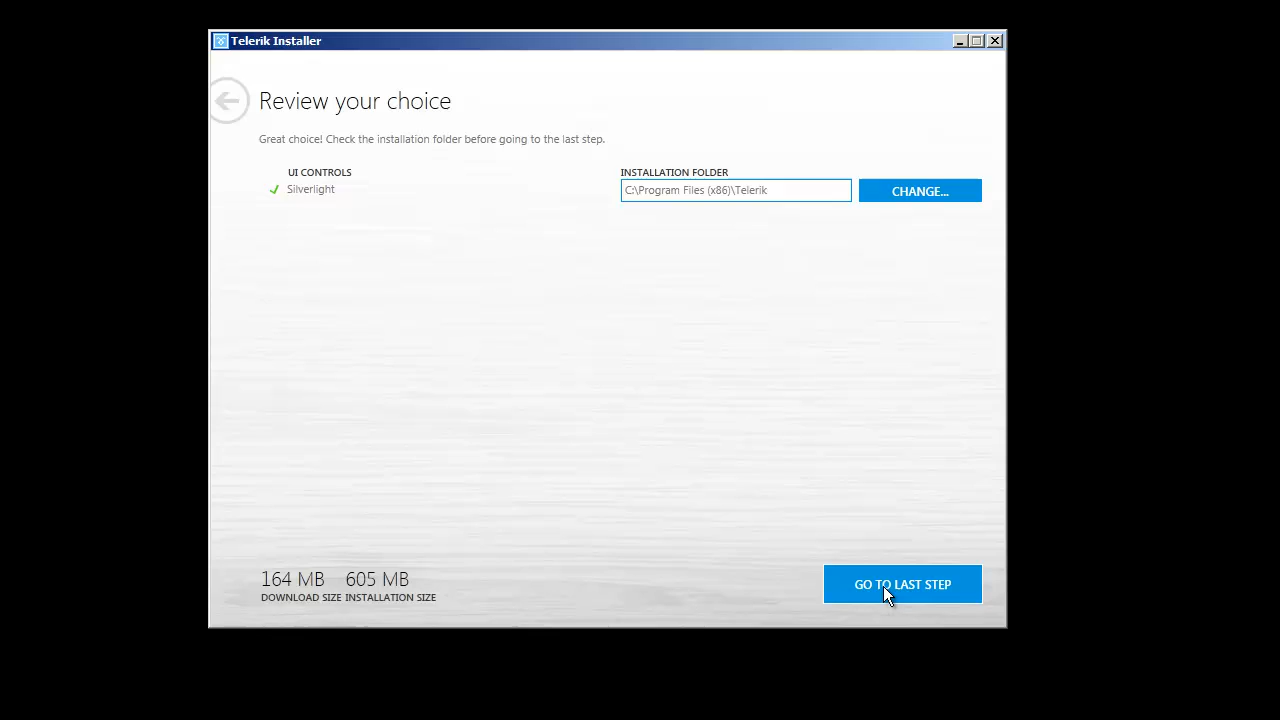 Telerik Installer
Review your choice
Great choice! Check the installation folder before going to the last step.
UI CONTROLS
Silverlight
INSTALLATION FOLDER
C:\Program Files (x86)\Telerik
CHANGE...
164 MB 605 MB
DOWNLOAD SIZE INSTALLATION SIZE
GO TO LAST STEP